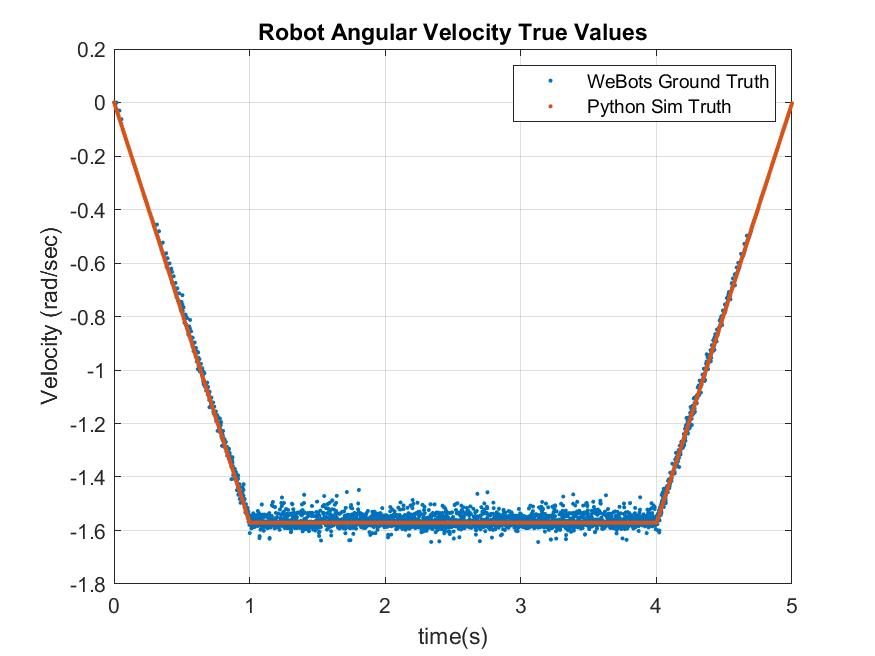 Robot Angular Velocity True Values
0.2
0
-0.2
-0.4
-0.6
-0.8
-1
-1.2
-1.4
-1.6
-1.8
Velocity (rad/sec)
WeBots Ground Truth
Python Sim Truth
0 1 2 3 4 5
time(s)